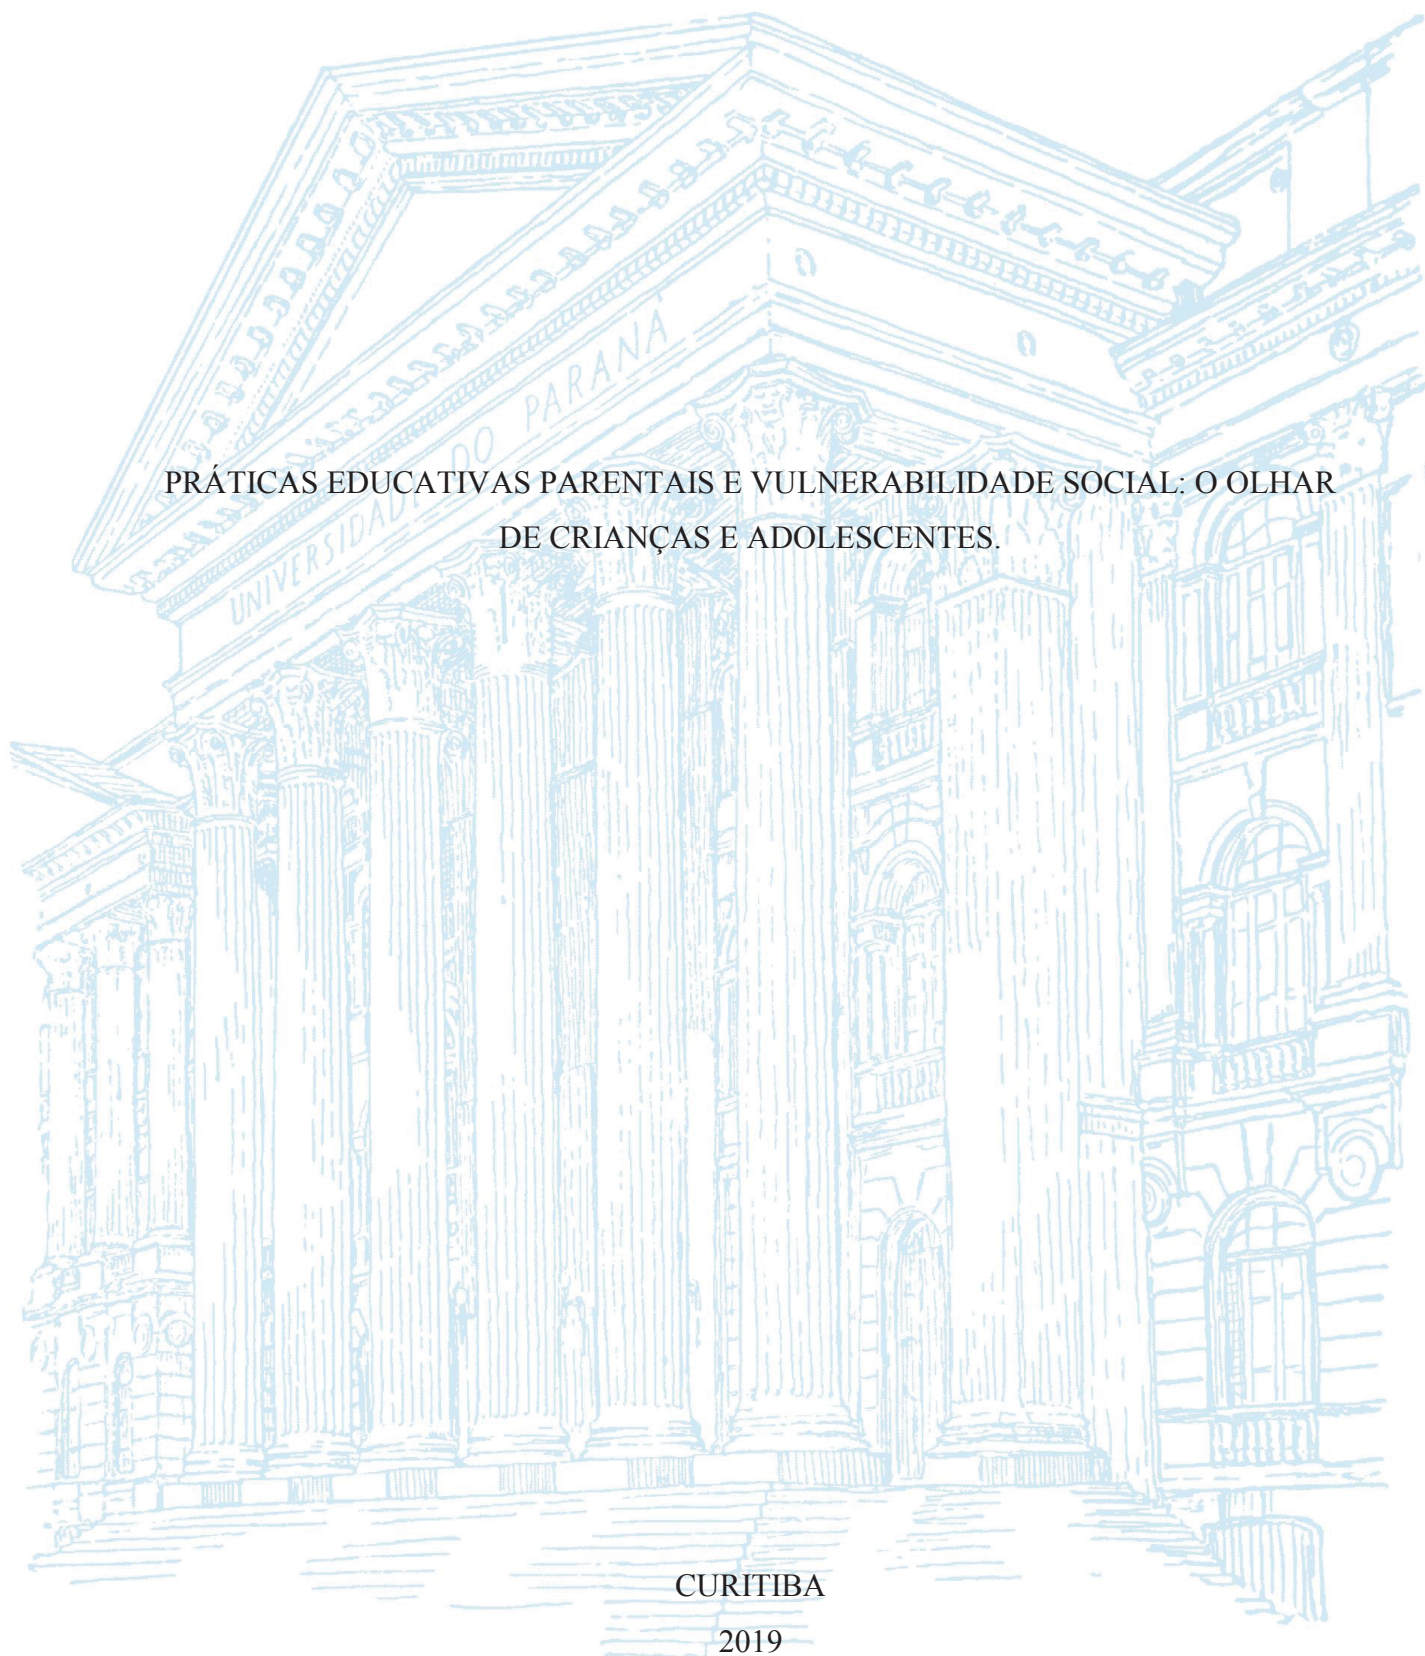 UNIVERSIDADE DO PARANÁ
PRÁTICAS EDUCATIVAS PARENTAIS E VULNERABILIDADE SOCIAL: O OLHAR
DE CRIANÇAS E ADOLESCENTES.
CURITIBA
2019